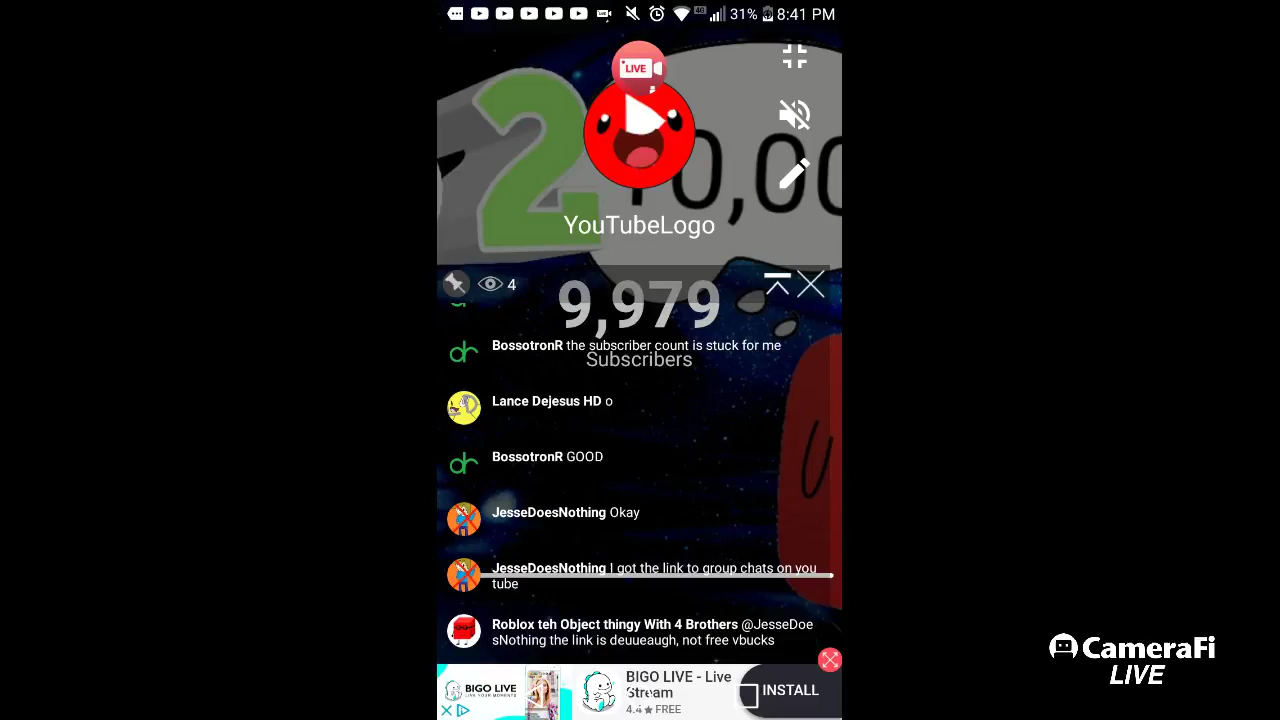 31% 8:41 PM
LIVE
2
10,00
YouTubeLogo
4
9,979
Subscribers
BossotronR the subscriber count is stuck for me
Lance Dejesus HD o
BossotronR GOOD
JesseDoesNothing Okay
JesseDoesNothing I got the link to group chats on you
tube
Roblox teh Object thingy With 4 Brothers @JesseDoe
sNothing the link is deuueaugh, not free vbucks
BIGO LIVE
BIGO LIVE - Live
Stream
4.4★ FREE
INSTALL
CameraFi
LIVE